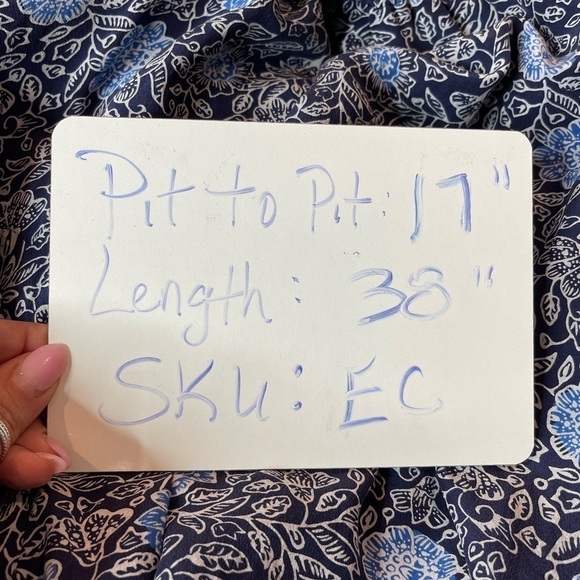 Pit to Pit: 17"
Length: 38"
SKU: EC